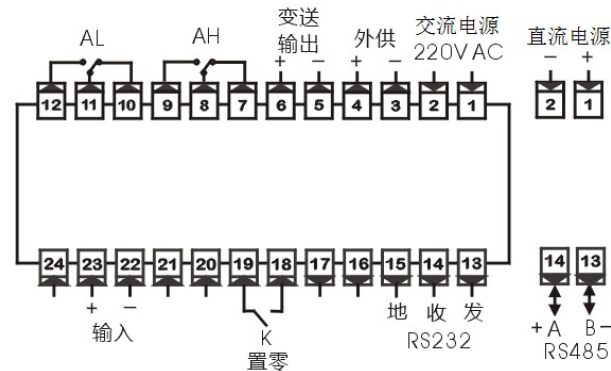 AL AH 变送 输出 外供 交流电源 220V AC 直流电源
+ − + − − +
12 11 10 9 8 7 6 5 4 3 2 1 2 1
24 23 22 21 20 19 18 17 16 15 14 13 14 13
+ − 地 收 发 +A B−
输入 K 置零 RS232 RS485